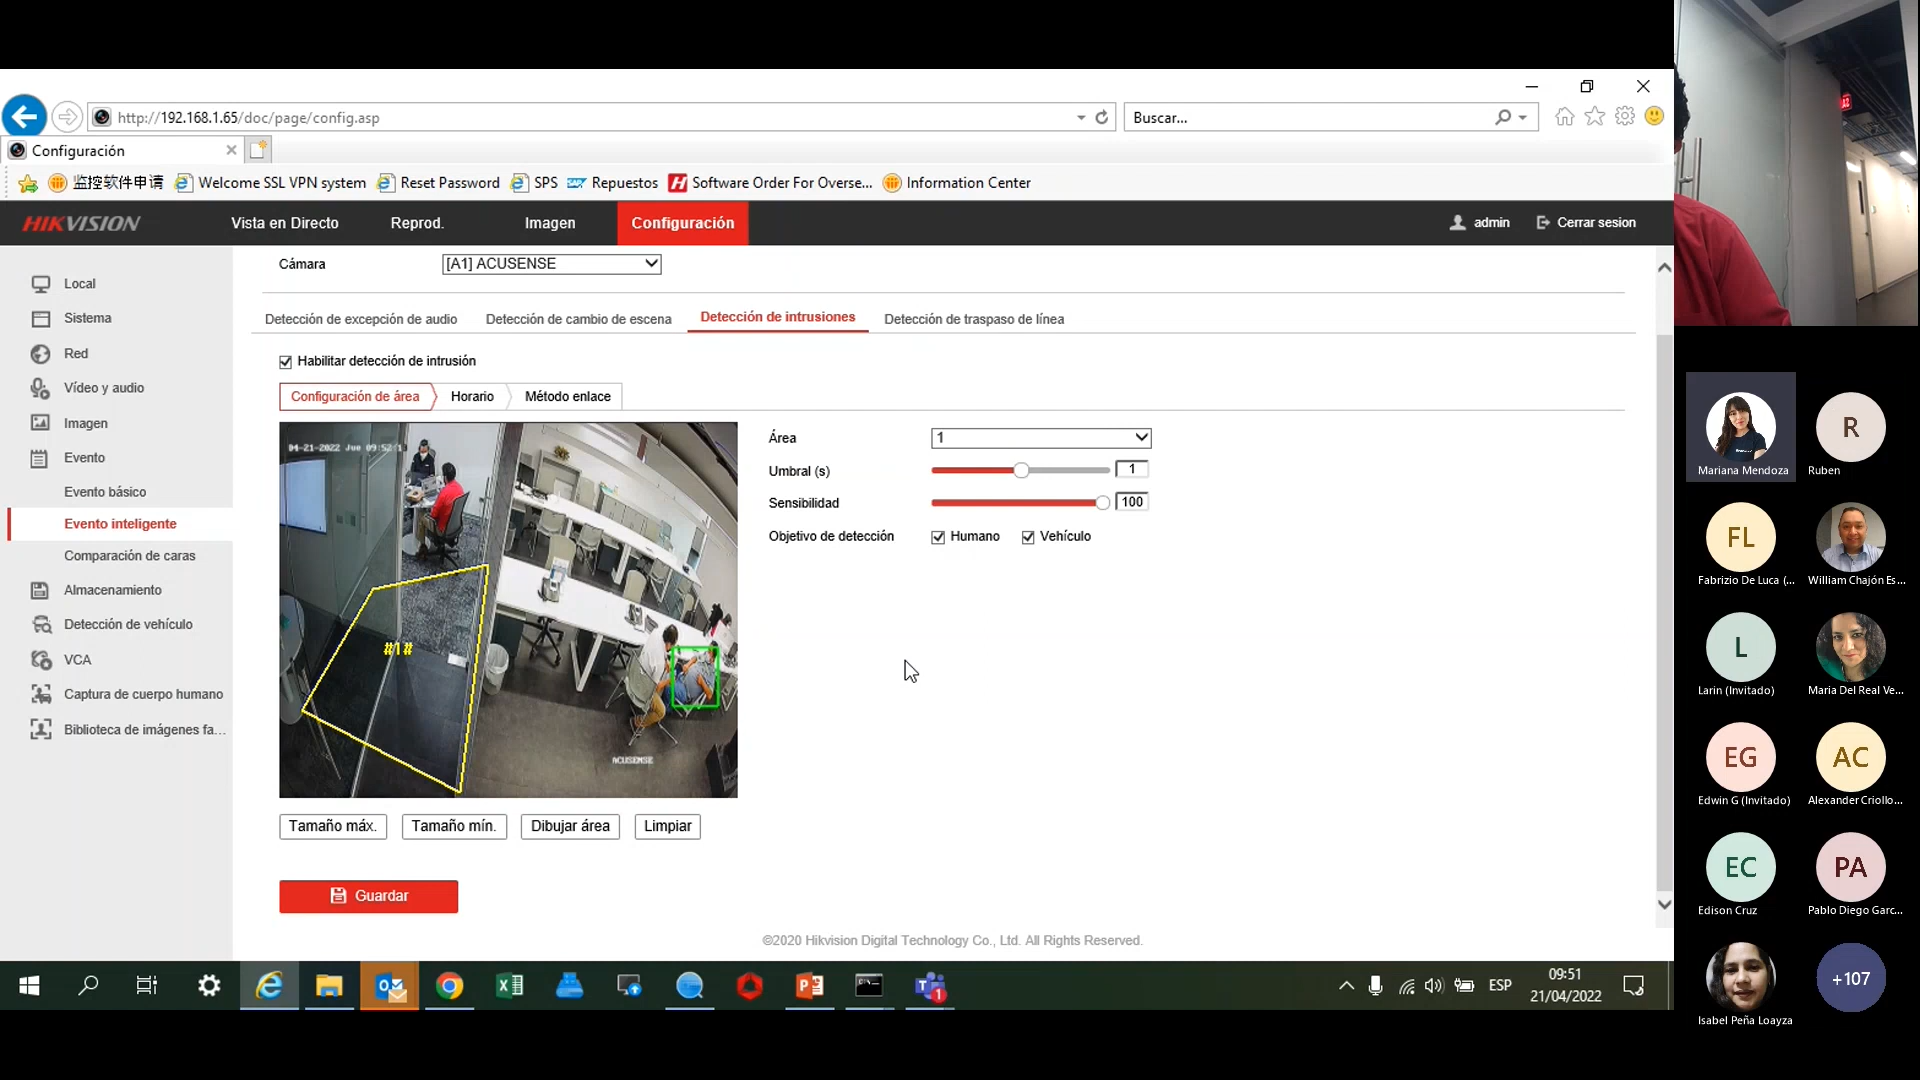 http://192.168.1.65/doc/page/config.asp
Buscar...
Configuración
监控软件申请
Welcome SSL VPN system
Reset Password
SPS
SAP
Repuestos
Software Order For Overse...
Information Center
HIKVISION
Vista en Directo
Reprod.
Imagen
Configuración
admin
Cerrar sesion
Local
Sistema
Red
Vídeo y audio
Imagen
Evento
Evento básico
Evento inteligente
Comparación de caras
Almacenamiento
Detección de vehículo
VCA
Captura de cuerpo humano
Biblioteca de imágenes fa...
Cámara
[A1] ACUSENSE
Detección de excepción de audio
Detección de cambio de escena
Detección de intrusiones
Detección de traspaso de línea
Habilitar detección de intrusión
Configuración de área
Horario
Método enlace
04-21-2022 Jue 09:52:1
#1#
ACUSENSE
Área
1
Umbral (s)
1
Sensibilidad
100
Objetivo de detección
Humano
Vehículo
Tamaño máx.
Tamaño mín.
Dibujar área
Limpiar
Guardar
©2020 Hikvision Digital Technology Co., Ltd. All Rights Reserved.
ESP
09:51
21/04/2022
Mariana Mendoza
R
Ruben
FL
Fabrizio De Luca (...
William Chajón Es...
L
Larin (Invitado)
Maria Del Real Ve...
EG
Edwin G (Invitado)
AC
Alexander Criollo...
EC
Edison Cruz
PA
Pablo Diego Garc...
Isabel Peña Loayza
+107